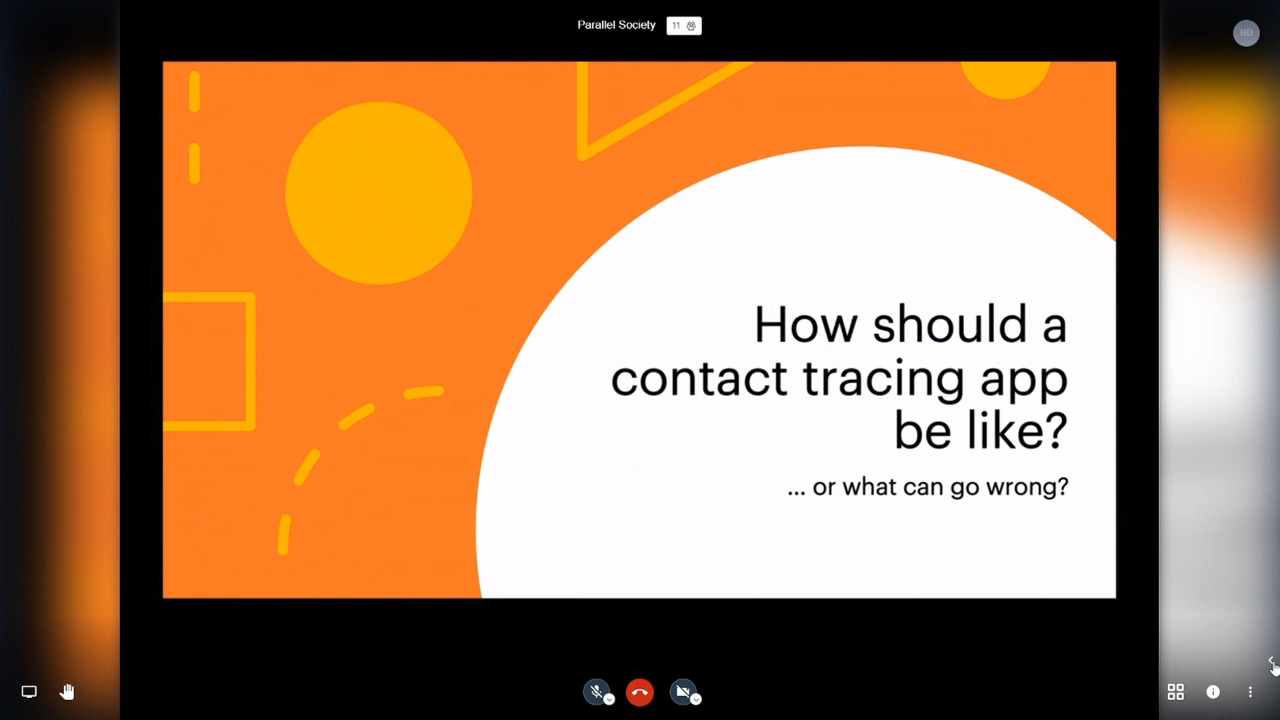 Parallel Society
11
HD
How should a
contact tracing app
be like?
... or what can go wrong?